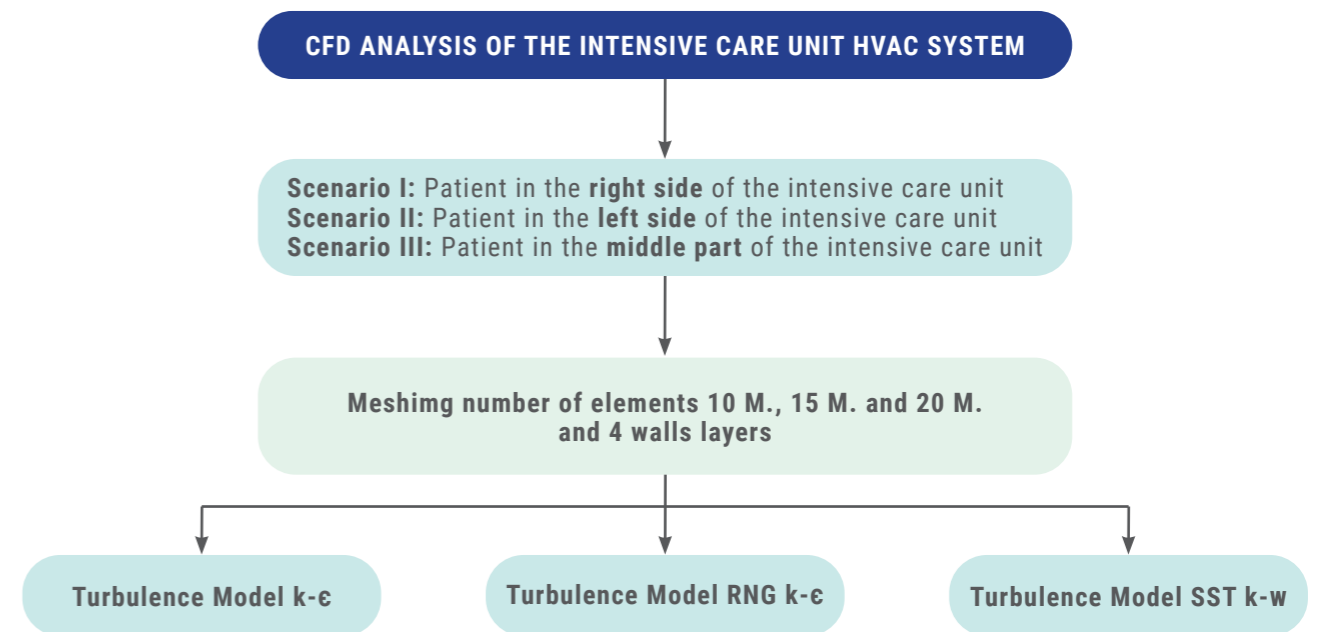 CFD ANALYSIS OF THE INTENSIVE CARE UNIT HVAC SYSTEM
Scenario I: Patient in the right side of the intensive care unit
Scenario II: Patient in the left side of the intensive care unit
Scenario III: Patient in the middle part of the intensive care unit
Meshimg number of elements 10 M., 15 M. and 20 M.
and 4 walls layers
Turbulence Model k-є
Turbulence Model RNG k-є
Turbulence Model SST k-w